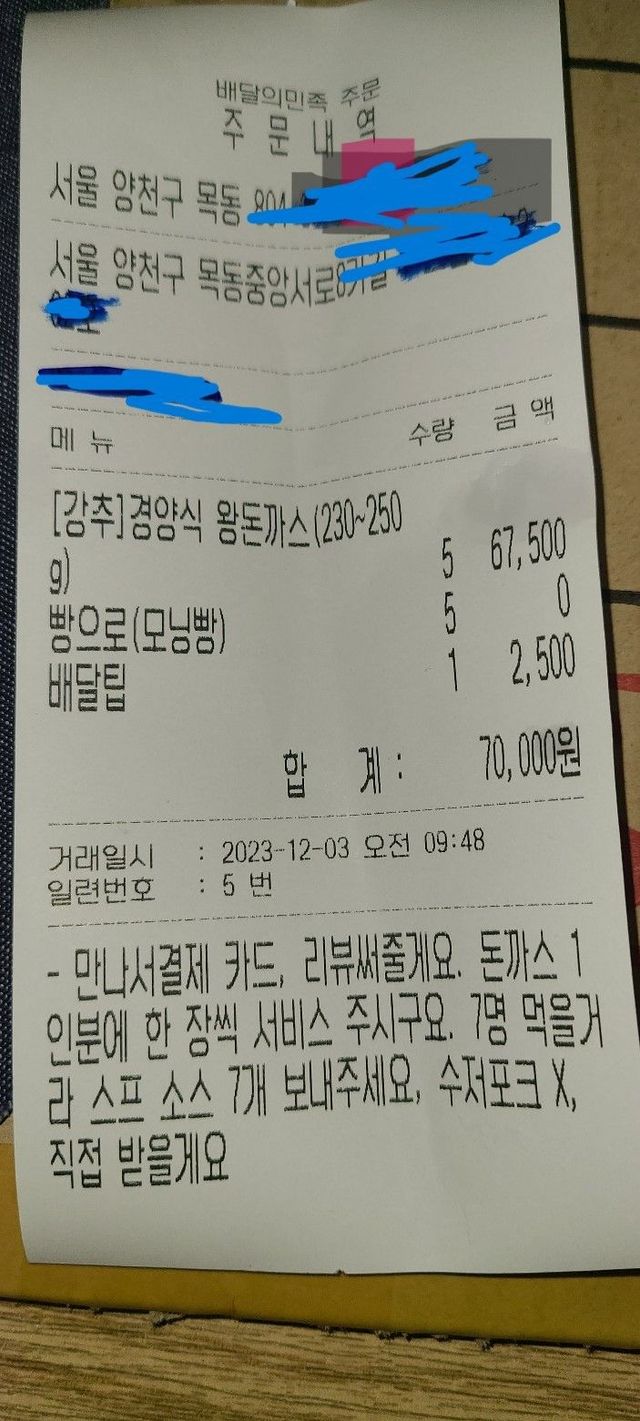 배달의민족 주문
주 문 내 역
서울 양천구 목동
서울 양천구 목동중앙서로8가길
메 뉴 수량 금 액
[강추]경양식 왕돈까스(230~250
g) 5 67,500
빵으로(모닝빵) 5 0
배달팁 1 2,500
합 계 : 70,000원
거래일시 : 2023-12-03 오전 09:48
일련번호 : 5 번
- 만나서결제 카드, 리뷰써줄게요. 돈까스 1
인분에 한 장씩 서비스 주시구요. 7명 먹을거
라 스프 소스 7개 보내주세요, 수저포크 X,
직접 받을게요